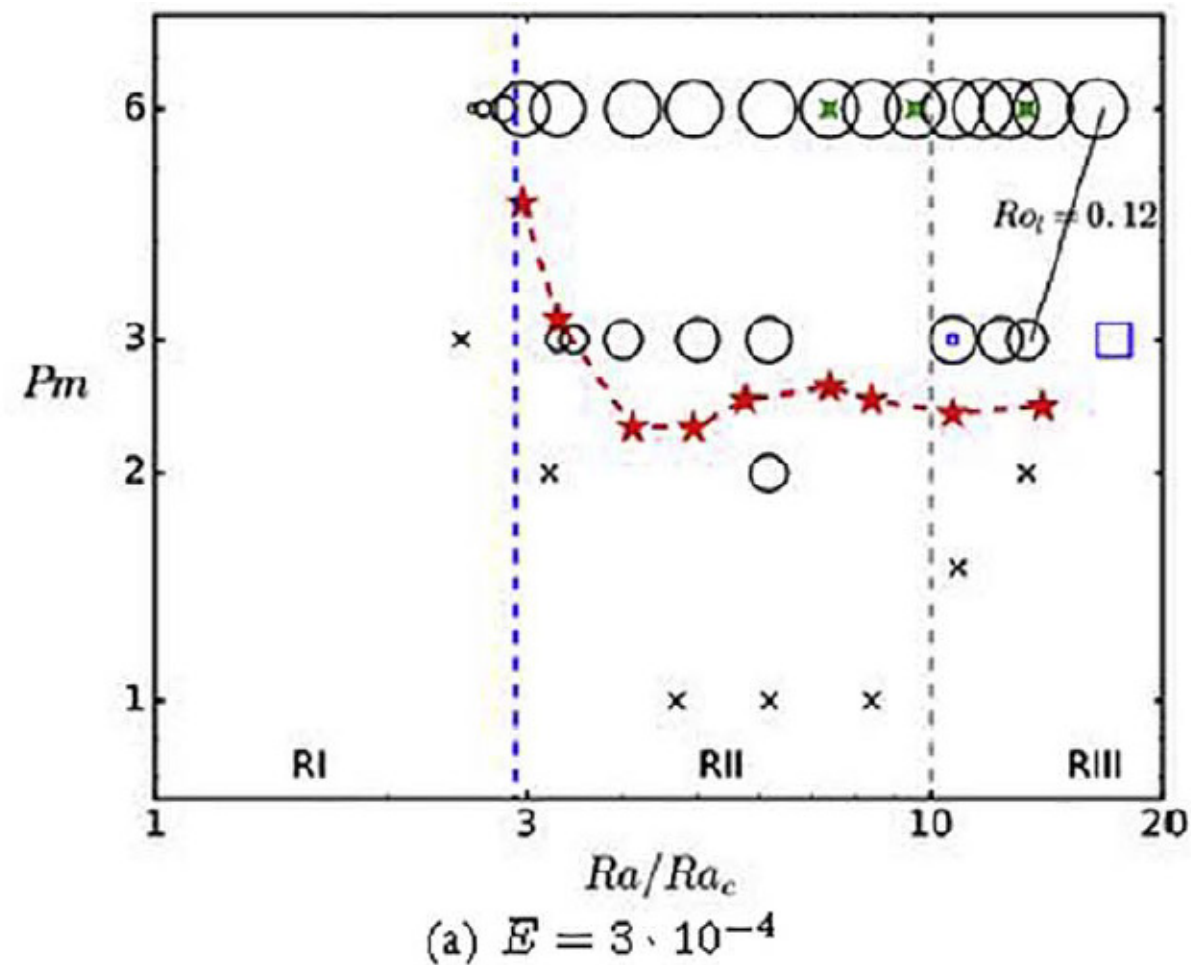 6
Ro_l = 0.12
3
Pm
2
1
RI RII RIII
1 3 10 20
Ra/Ra_c
(a) E = 3 · 10^{-4}